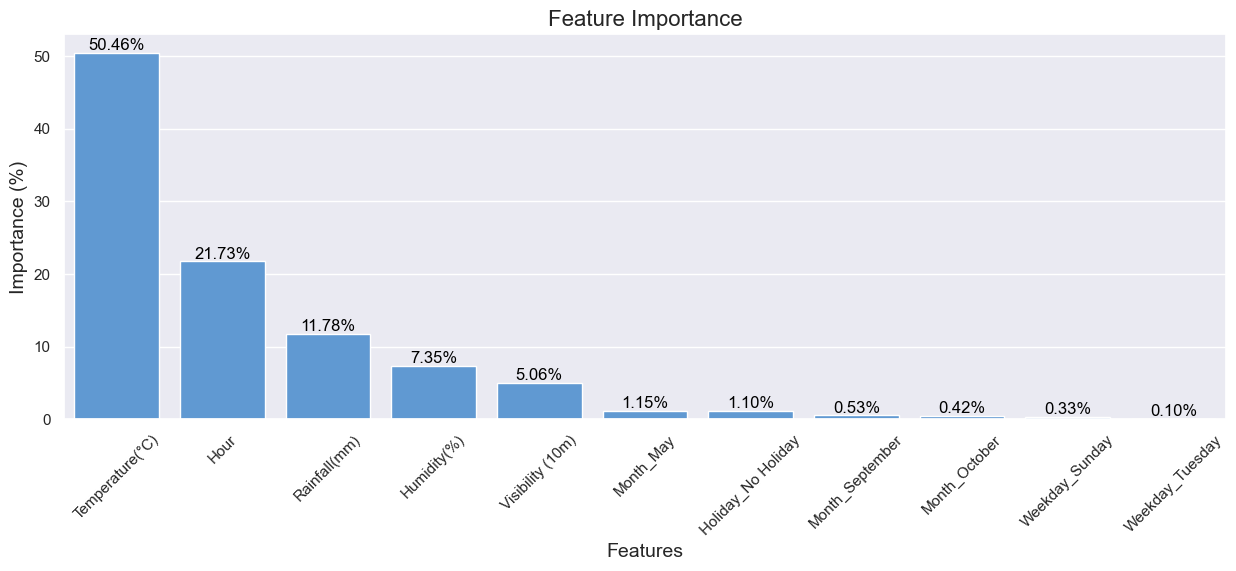 Feature Importance
Importance (%)
50
40
30
20
10
0
50.46%
21.73%
11.78%
7.35%
5.06%
1.15%
1.10%
0.53%
0.42%
0.33%
0.10%
Temperature(°C)
Hour
Rainfall(mm)
Humidity(%)
Visibility (10m)
Month_May
Holiday_No Holiday
Month_September
Month_October
Weekday_Sunday
Weekday_Tuesday
Features